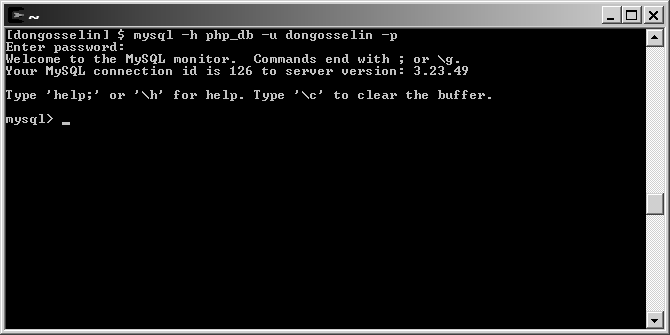 ~
[dongosselin] $ mysql -h php_db -u dongosselin -p
Enter password:
Welcome to the MySQL monitor.  Commands end with ; or \g.
Your MySQL connection id is 126 to server version: 3.23.49
Type 'help;' or '\h' for help. Type '\c' to clear the buffer.
mysql> _